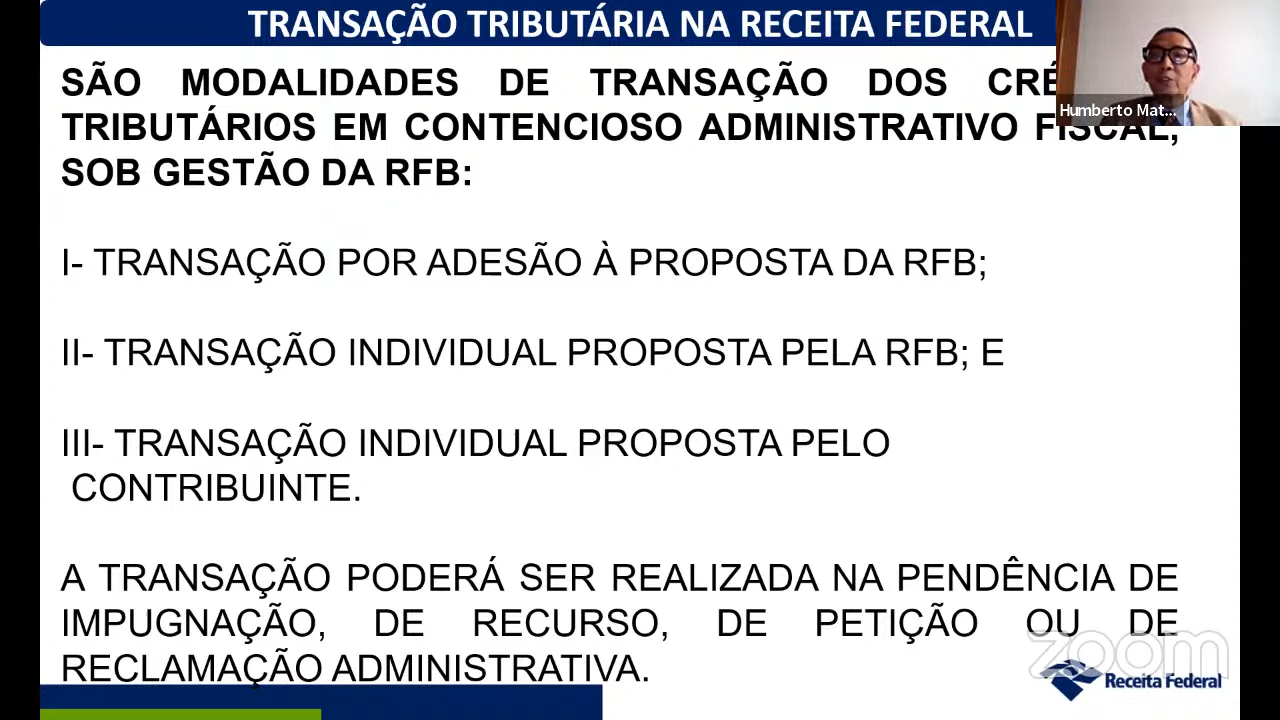 TRANSAÇÃO TRIBUTÁRIA NA RECEITA FEDERAL
Humberto Mat...
SÃO MODALIDADES DE TRANSAÇÃO DOS CRÉ
TRIBUTÁRIOS EM CONTENCIOSO ADMINISTRATIVO FISCAL,
SOB GESTÃO DA RFB:
I- TRANSAÇÃO POR ADESÃO À PROPOSTA DA RFB;
II- TRANSAÇÃO INDIVIDUAL PROPOSTA PELA RFB; E
III- TRANSAÇÃO INDIVIDUAL PROPOSTA PELO
CONTRIBUINTE.
A TRANSAÇÃO PODERÁ SER REALIZADA NA PENDÊNCIA DE
IMPUGNAÇÃO, DE RECURSO, DE PETIÇÃO OU DE
RECLAMAÇÃO ADMINISTRATIVA.
zoom
Receita Federal